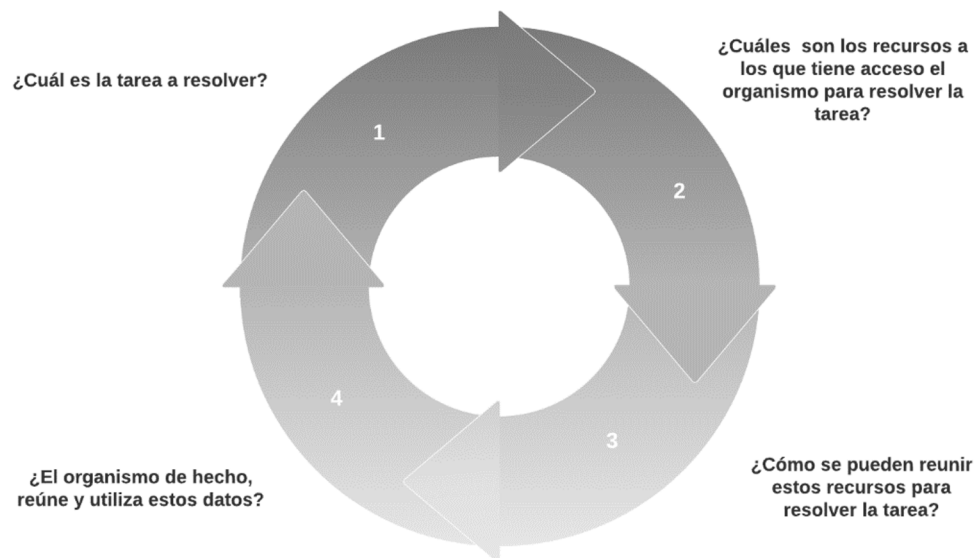 ¿Cuál es la tarea a resolver?
1
¿Cuáles son los recursos a
los que tiene acceso el
organismo para resolver la
tarea?
2
3
¿Cómo se pueden reunir
estos recursos para
resolver la tarea?
4
¿El organismo de hecho,
reúne y utiliza estos datos?